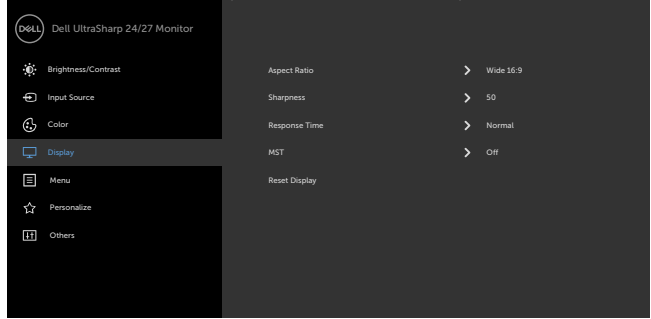 DELL
Dell UltraSharp 24/27 Monitor
Brightness/Contrast
Input Source
Color
Display
Menu
Personalize
Others
Aspect Ratio > Wide 16:9
Sharpness > 50
Response Time > Normal
MST > Off
Reset Display